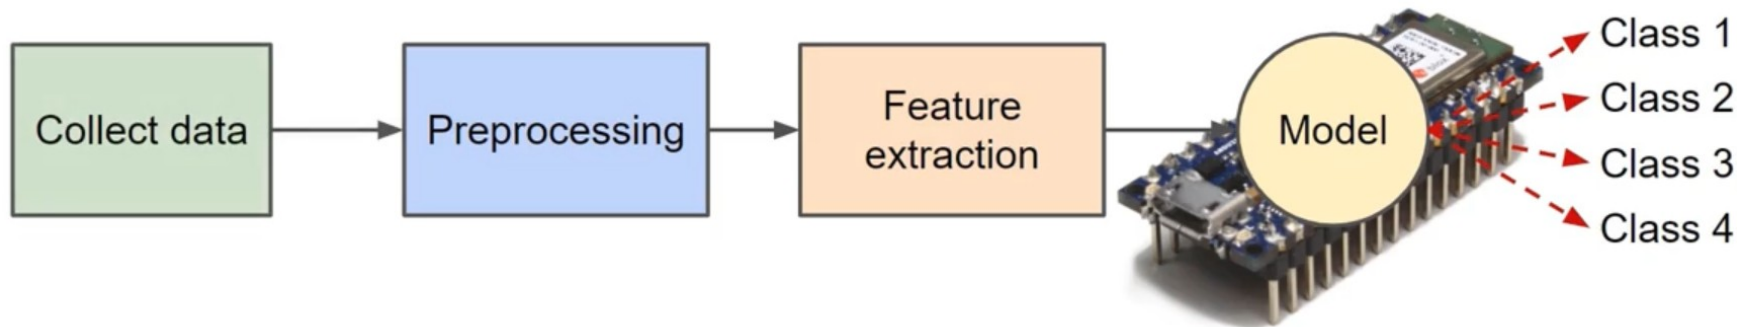 Collect data
Preprocessing
Feature
extraction
Model
Class 1
Class 2
Class 3
Class 4